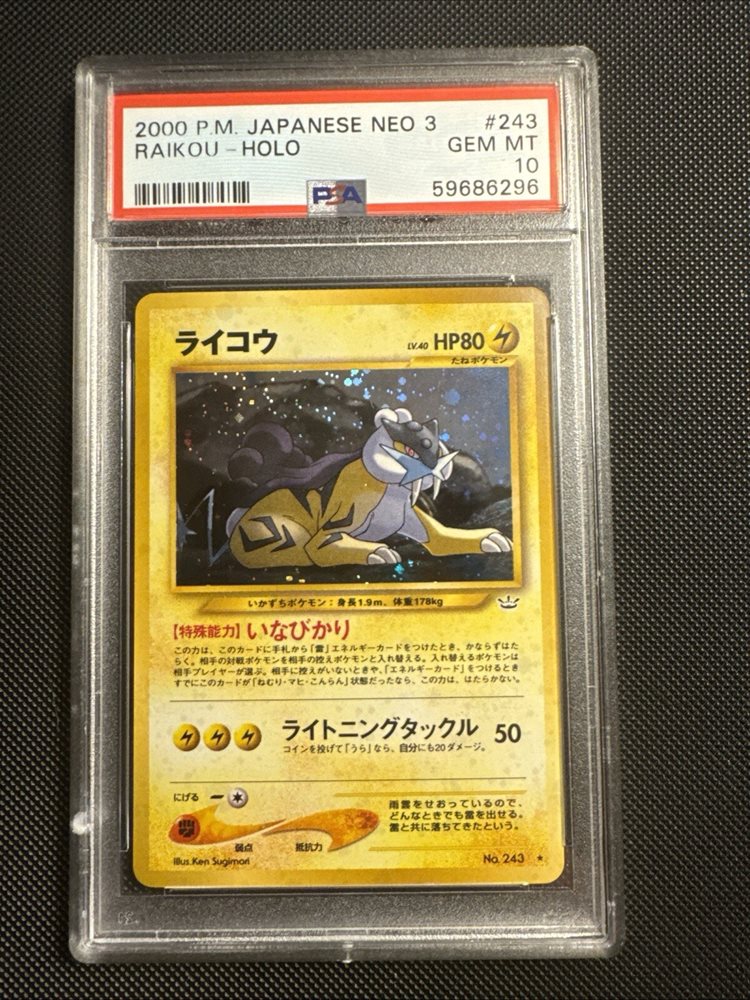 2000 P.M. JAPANESE NEO 3 #243
RAIKOU - HOLO GEM MT
10
PSA 59686296
ライコウ LV.40 HP80
たねポケモン
いかずちポケモン：身長1.9m、体重178kg
【特殊能力】いなびかり
この力は、このカードに手札から「雷」エネルギーカードをつけたとき、かならずはた
らく。相手の対戦ポケモンを相手の控えポケモンと入れ替える。入れ替えるポケモンは
相手プレイヤーが選ぶ。相手に控えがいないときや、「エネルギーカード」をつけるとき
すでにこのカードが「ねむり・マヒ・こんらん」状態だったなら、この力は、はたらかない。
ライトニングタックル 50
コインを投げて「うら」なら、自分にも20ダメージ。
にげる
雨雲をせおっているので、
どんなときでも雷を出せる。
雷と共に落ちてきたという。
弱点 抵抗力
Illus.Ken Sugimori No. 243 ★